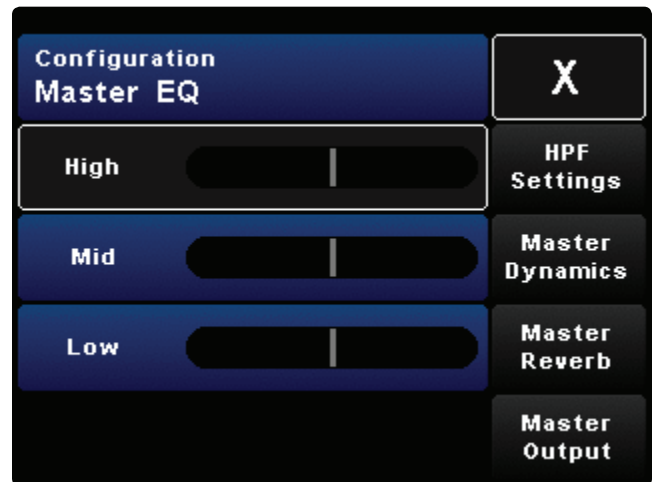 Configuration
Master EQ
X
High
HPF
Settings
Mid
Master
Dynamics
Low
Master
Reverb
Master
Output